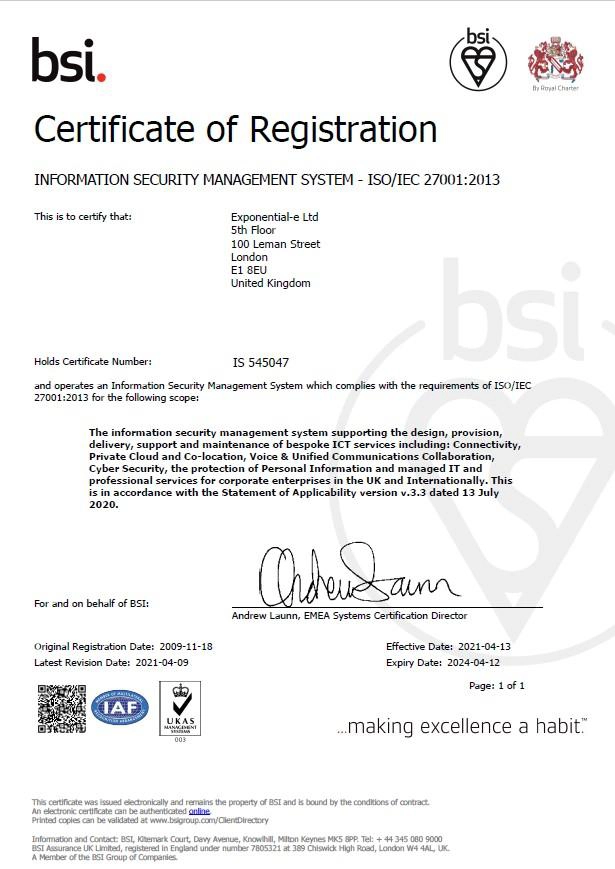 bsi.
bsi
By Royal Charter
Certificate of Registration
INFORMATION SECURITY MANAGEMENT SYSTEM - ISO/IEC 27001:2013
This is to certify that:
Exponential-e Ltd
5th Floor
100 Leman Street
London
E1 8EU
United Kingdom
bsi
Holds Certificate Number:
IS 545047
and operates an Information Security Management System which complies with the requirements of ISO/IEC
27001:2013 for the following scope:
The information security management system supporting the design, provision,
delivery, support and maintenance of bespoke ICT services including: Connectivity,
Private Cloud and Co-location, Voice & Unified Communications Collaboration,
Cyber Security, the protection of Personal Information and managed IT and
professional services for corporate enterprises in the UK and Internationally. This
is in accordance with the Statement of Applicability version v.3.3 dated 13 July
2020.
Andrew Launn
For and on behalf of BSI:
Andrew Launn, EMEA Systems Certification Director
Original Registration Date: 2009-11-18
Effective Date: 2021-04-13
Latest Revision Date: 2021-04-09
Expiry Date: 2024-04-12
Page: 1 of 1
MEMBER OF MULTILATERAL
IAF
RECOGNITION ARRANGEMENT
UKAS
MANAGEMENT
SYSTEMS
003
...making excellence a habit.™
This certificate was issued electronically and remains the property of BSI and is bound by the conditions of contract.
An electronic certificate can be authenticated online.
Printed copies can be validated at www.bsigroup.com/ClientDirectory
Information and Contact: BSI, Kitemark Court, Davy Avenue, Knowlhill, Milton Keynes MK5 8PP. Tel: + 44 345 080 9000
BSI Assurance UK Limited, registered in England under number 7805321 at 389 Chiswick High Road, London W4 4AL, UK.
A Member of the BSI Group of Companies.